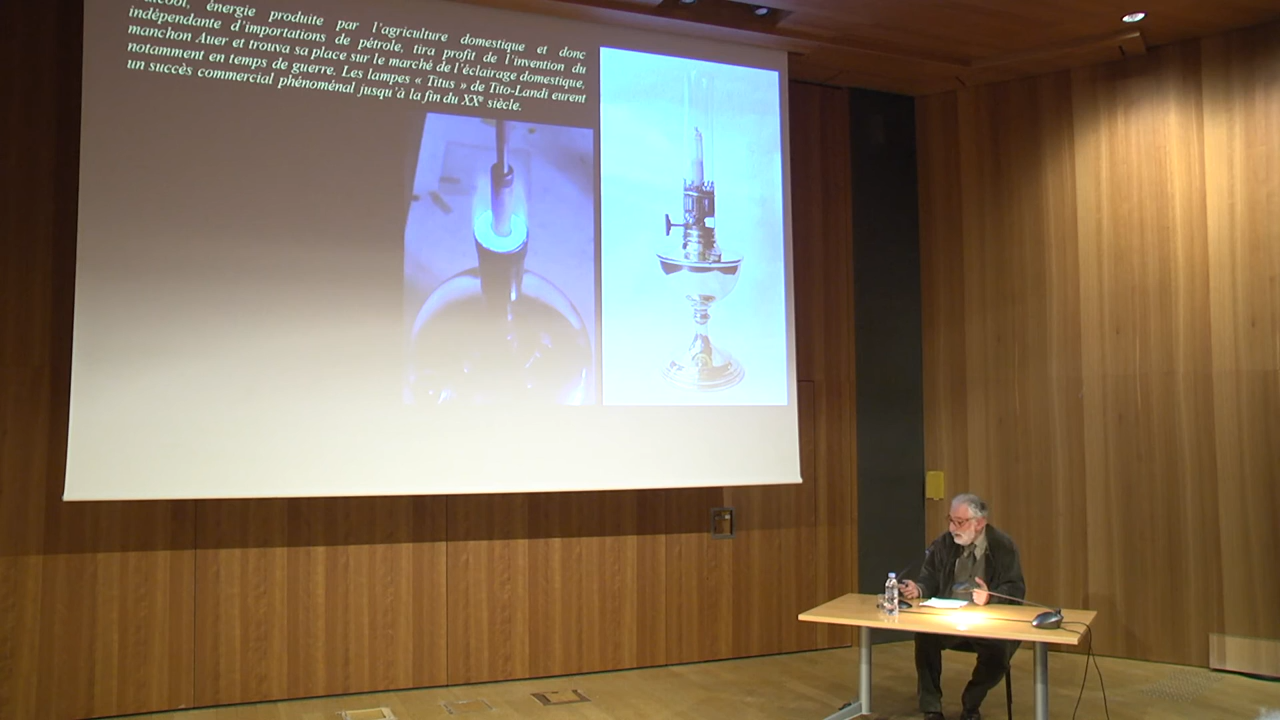 alcool, énergie produite par l'agriculture domestique et donc
indépendante d'importations de pétrole, tira profit de l'invention du
manchon Auer et trouva sa place sur le marché de l'éclairage domestique,
notamment en temps de guerre. Les lampes « Titus » de Tito-Landi eurent
un succès commercial phénoménal jusqu'à la fin du XXᵉ siècle.